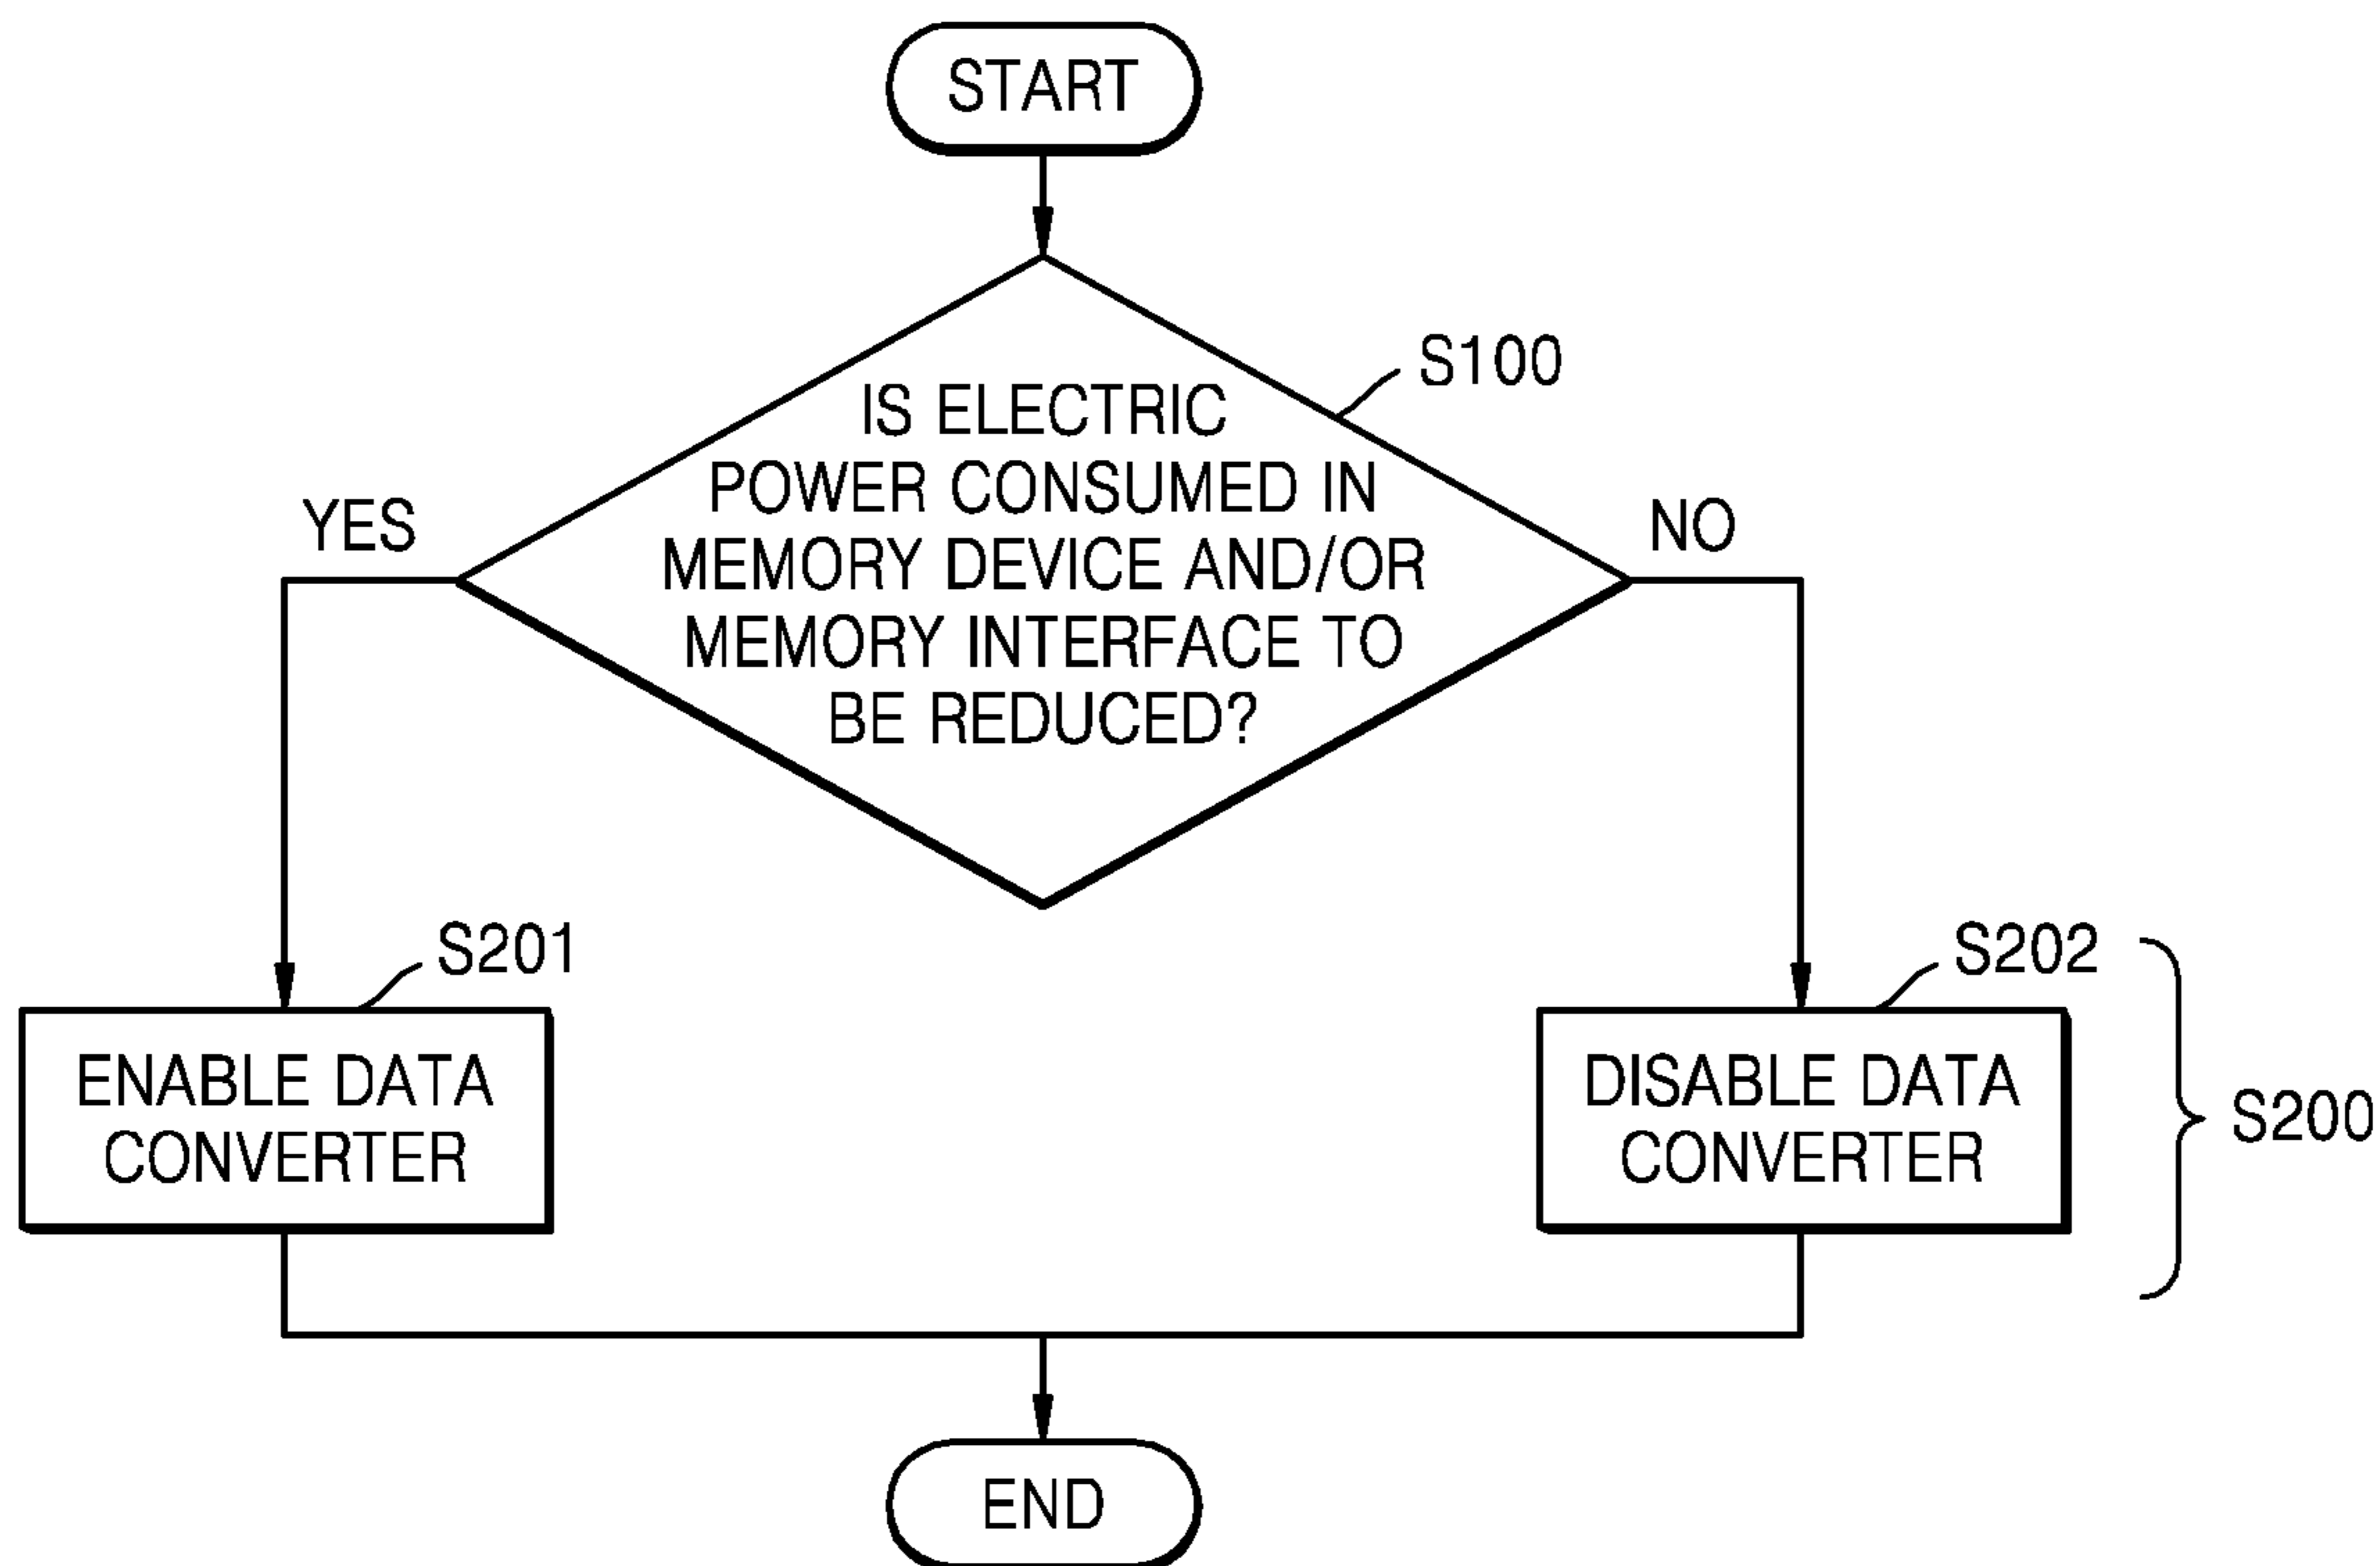 START
S100
IS ELECTRIC
POWER CONSUMED IN
MEMORY DEVICE AND/OR
MEMORY INTERFACE TO
BE REDUCED?
YES
NO
S201
ENABLE DATA
CONVERTER
S202
DISABLE DATA
CONVERTER
S200
END